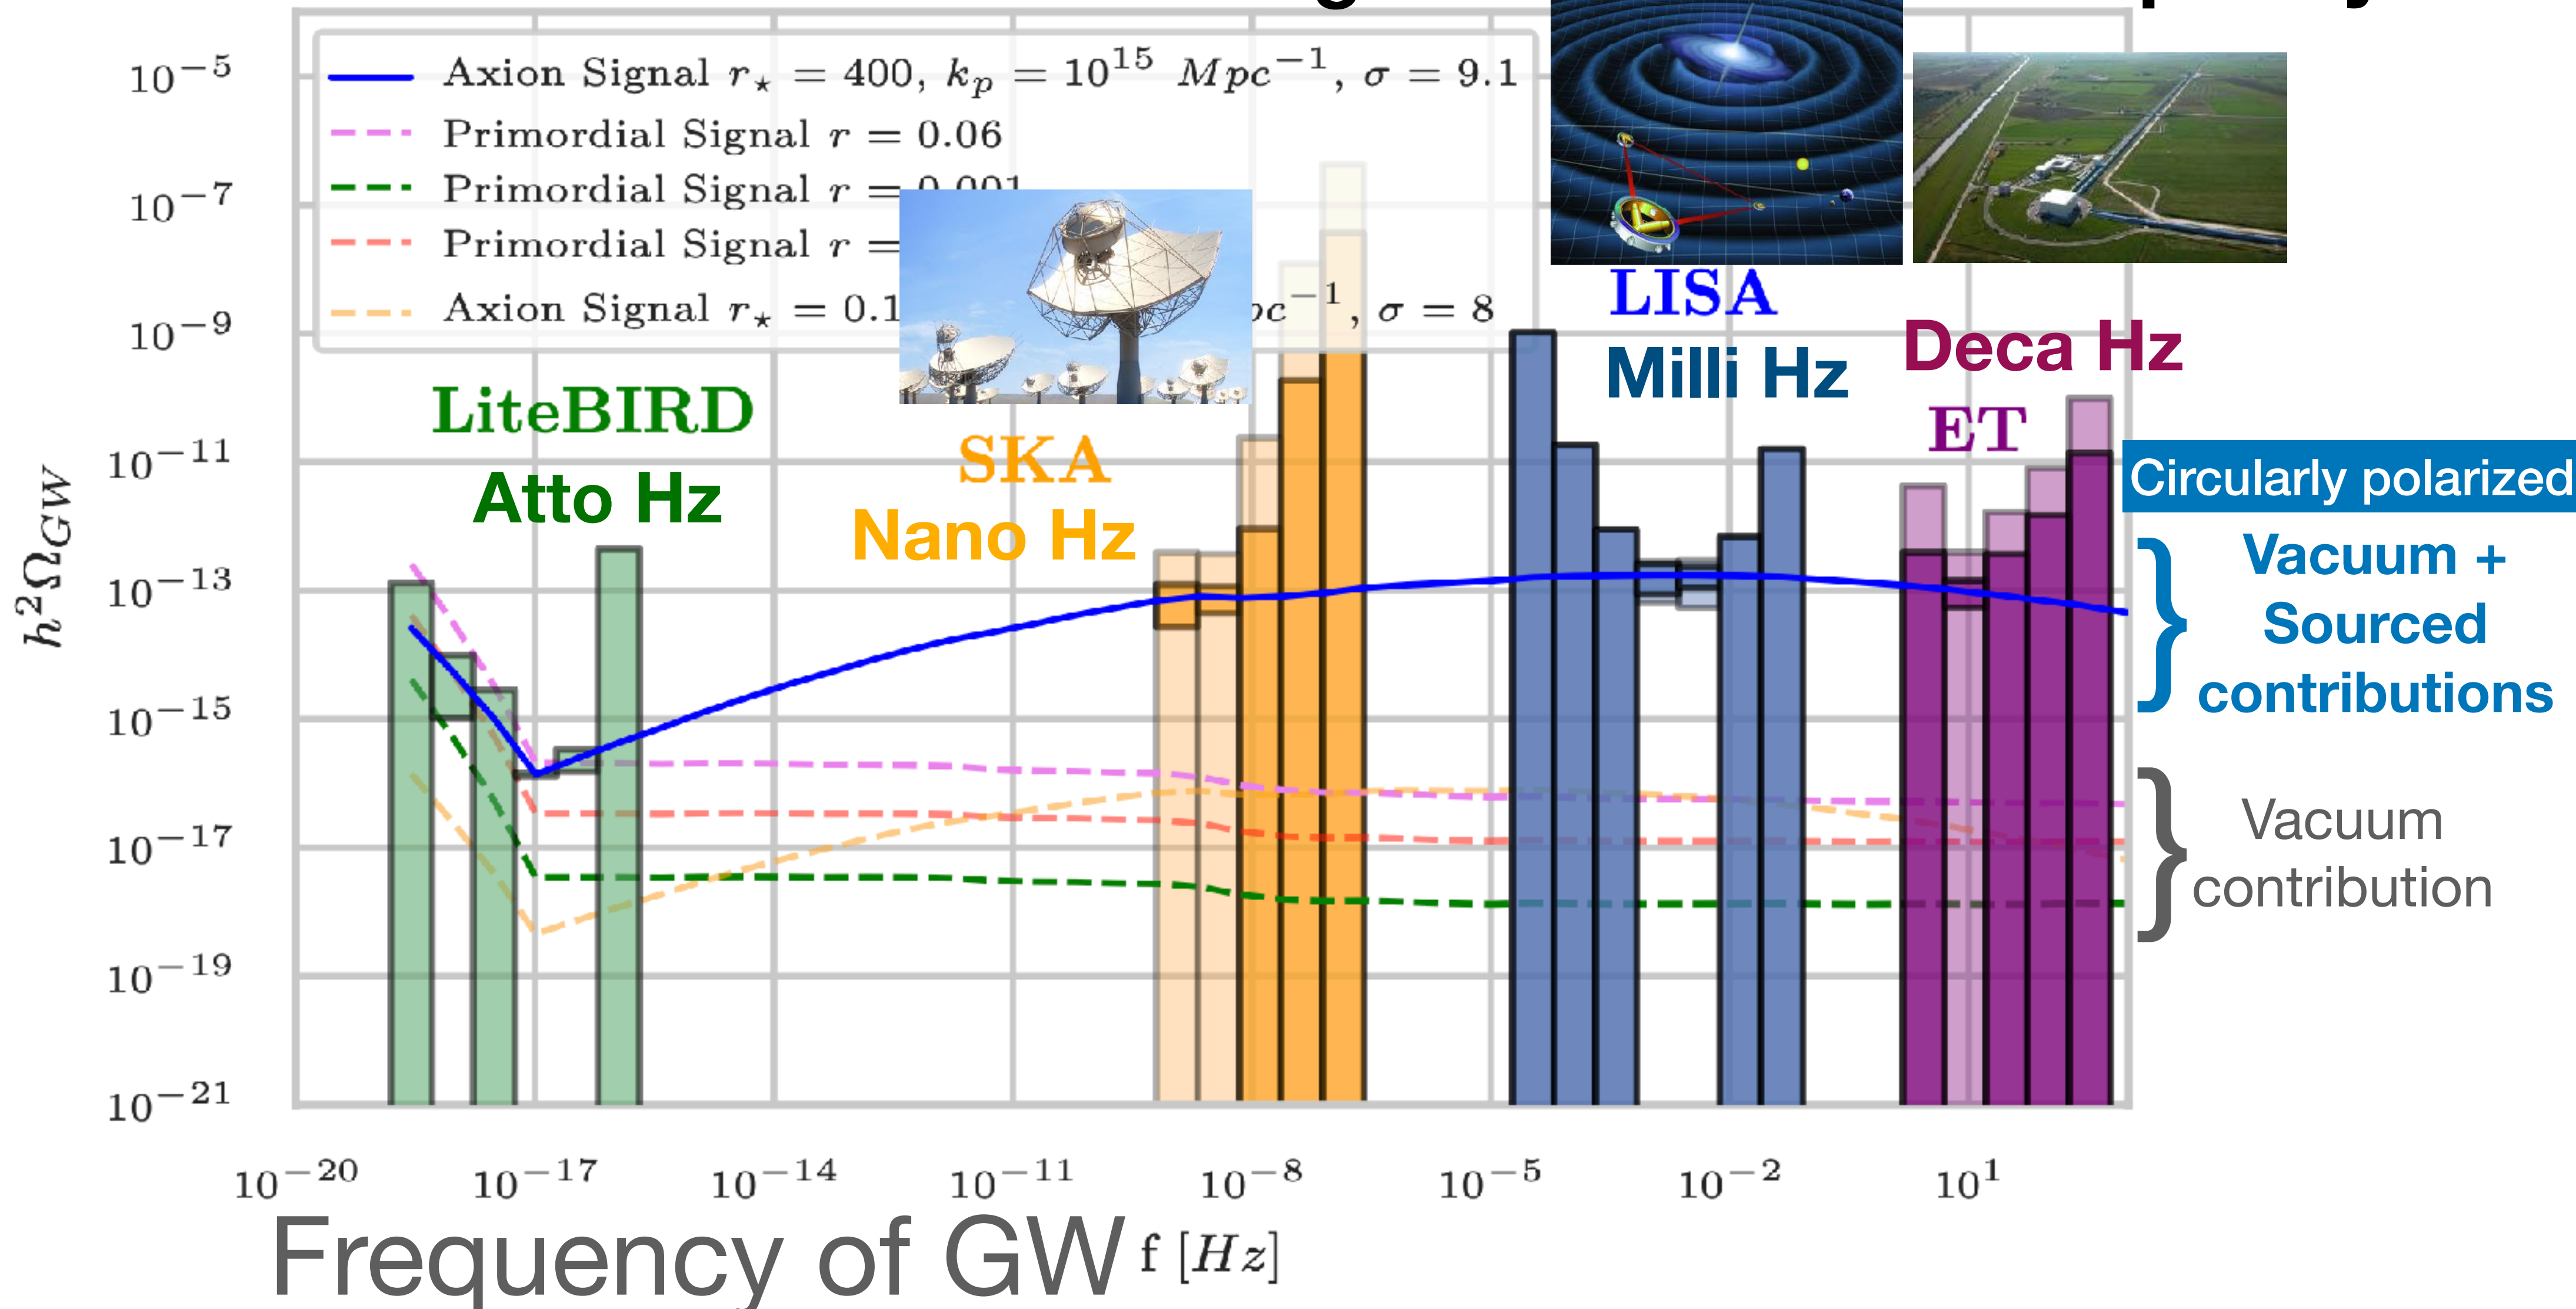 Axion Signal r⋆ = 400, k_p = 10^15 Mpc^−1, σ = 9.1
Primordial Signal r = 0.06
Primordial Signal r = 0.001
Primordial Signal r =
Axion Signal r⋆ = 0.1 pc^−1, σ = 8
10^−5
10^−7
10^−9
10^−11
10^−13
10^−15
10^−17
10^−19
10^−21
h²Ω_GW
LiteBIRD
Atto Hz
SKA
Nano Hz
LISA
Milli Hz
Deca Hz
ET
Circularly polarized
Vacuum +
Sourced
contributions
Vacuum
contribution
10^−20 10^−17 10^−14 10^−11 10^−8 10^−5 10^−2 10^1
Frequency of GW f [Hz]